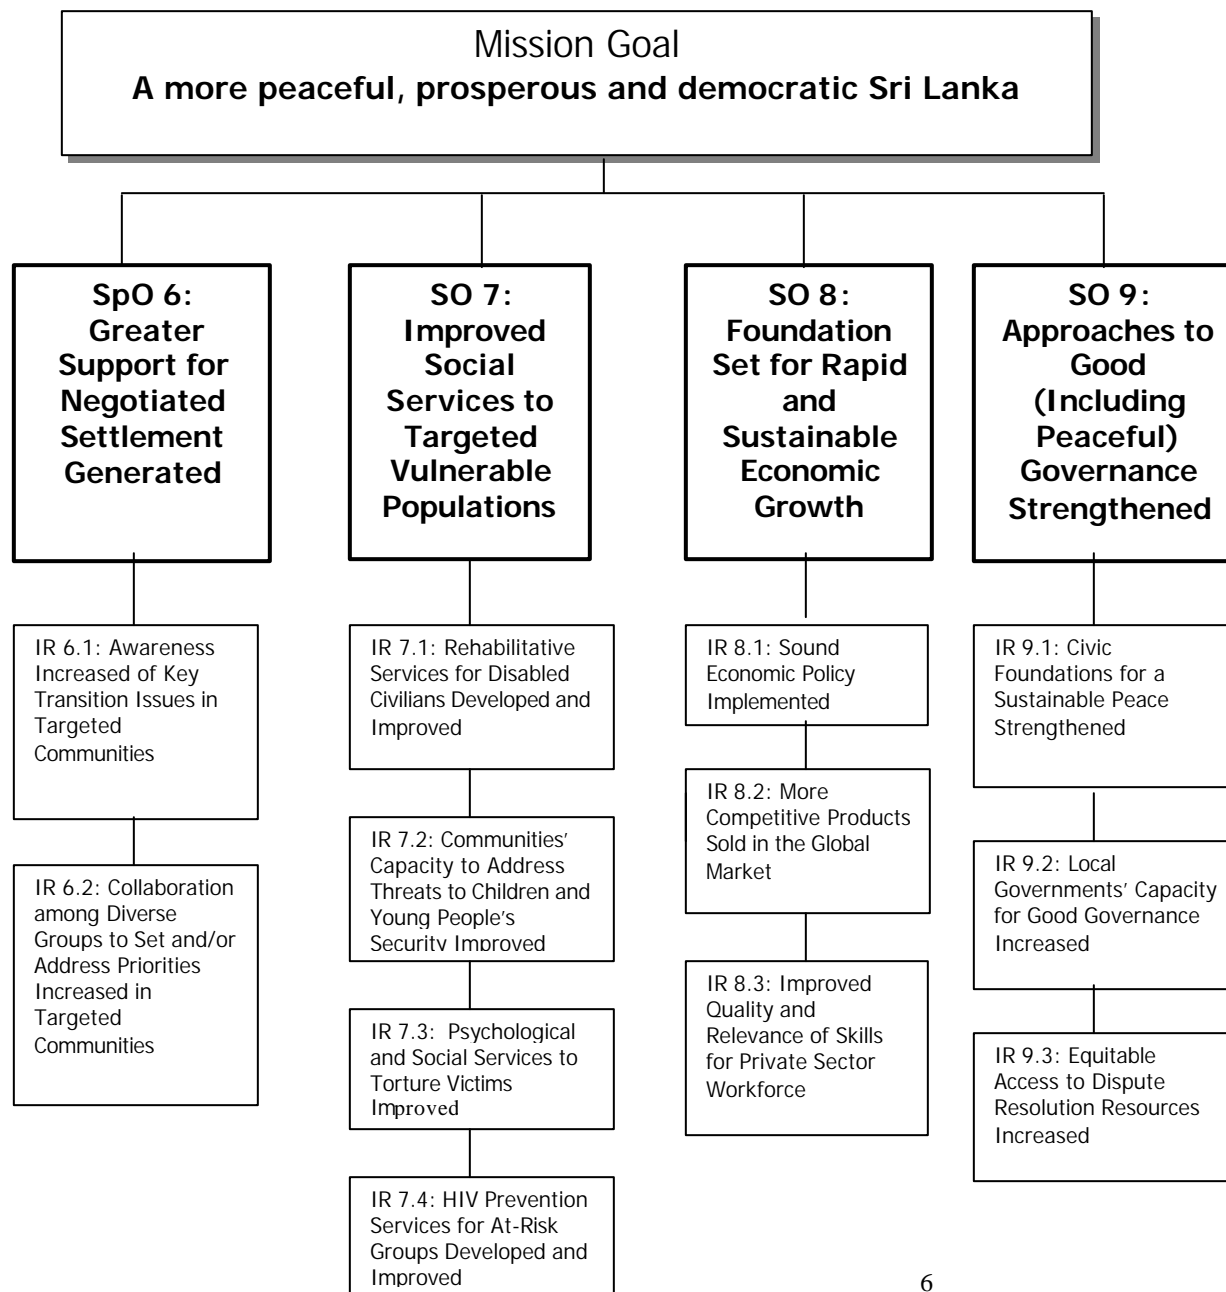 Mission Goal
A more peaceful, prosperous and democratic Sri Lanka
SpO 6:
Greater
Support for
Negotiated
Settlement
Generated
SO 7:
Improved
Social
Services to
Targeted
Vulnerable
Populations
SO 8:
Foundation
Set for Rapid
and
Sustainable
Economic
Growth
SO 9:
Approaches to
Good
(Including
Peaceful)
Governance
Strengthened
IR 6.1: Awareness
Increased of Key
Transition Issues in
Targeted
Communities
IR 6.2: Collaboration
among Diverse
Groups to Set and/or
Address Priorities
Increased in
Targeted
Communities
IR 7.1: Rehabilitative
Services for Disabled
Civilians Developed and
Improved
IR 7.2: Communities’
Capacity to Address
Threats to Children and
Young People’s
Security Improved
IR 7.3: Psychological
and Social Services to
Torture Victims
Improved
IR 7.4: HIV Prevention
Services for At-Risk
Groups Developed and
Improved
IR 8.1: Sound
Economic Policy
Implemented
IR 8.2: More
Competitive Products
Sold in the Global
Market
IR 8.3: Improved
Quality and
Relevance of Skills
for Private Sector
Workforce
IR 9.1: Civic
Foundations for a
Sustainable Peace
Strengthened
IR 9.2: Local
Governments’ Capacity
for Good Governance
Increased
IR 9.3: Equitable
Access to Dispute
Resolution Resources
Increased
6